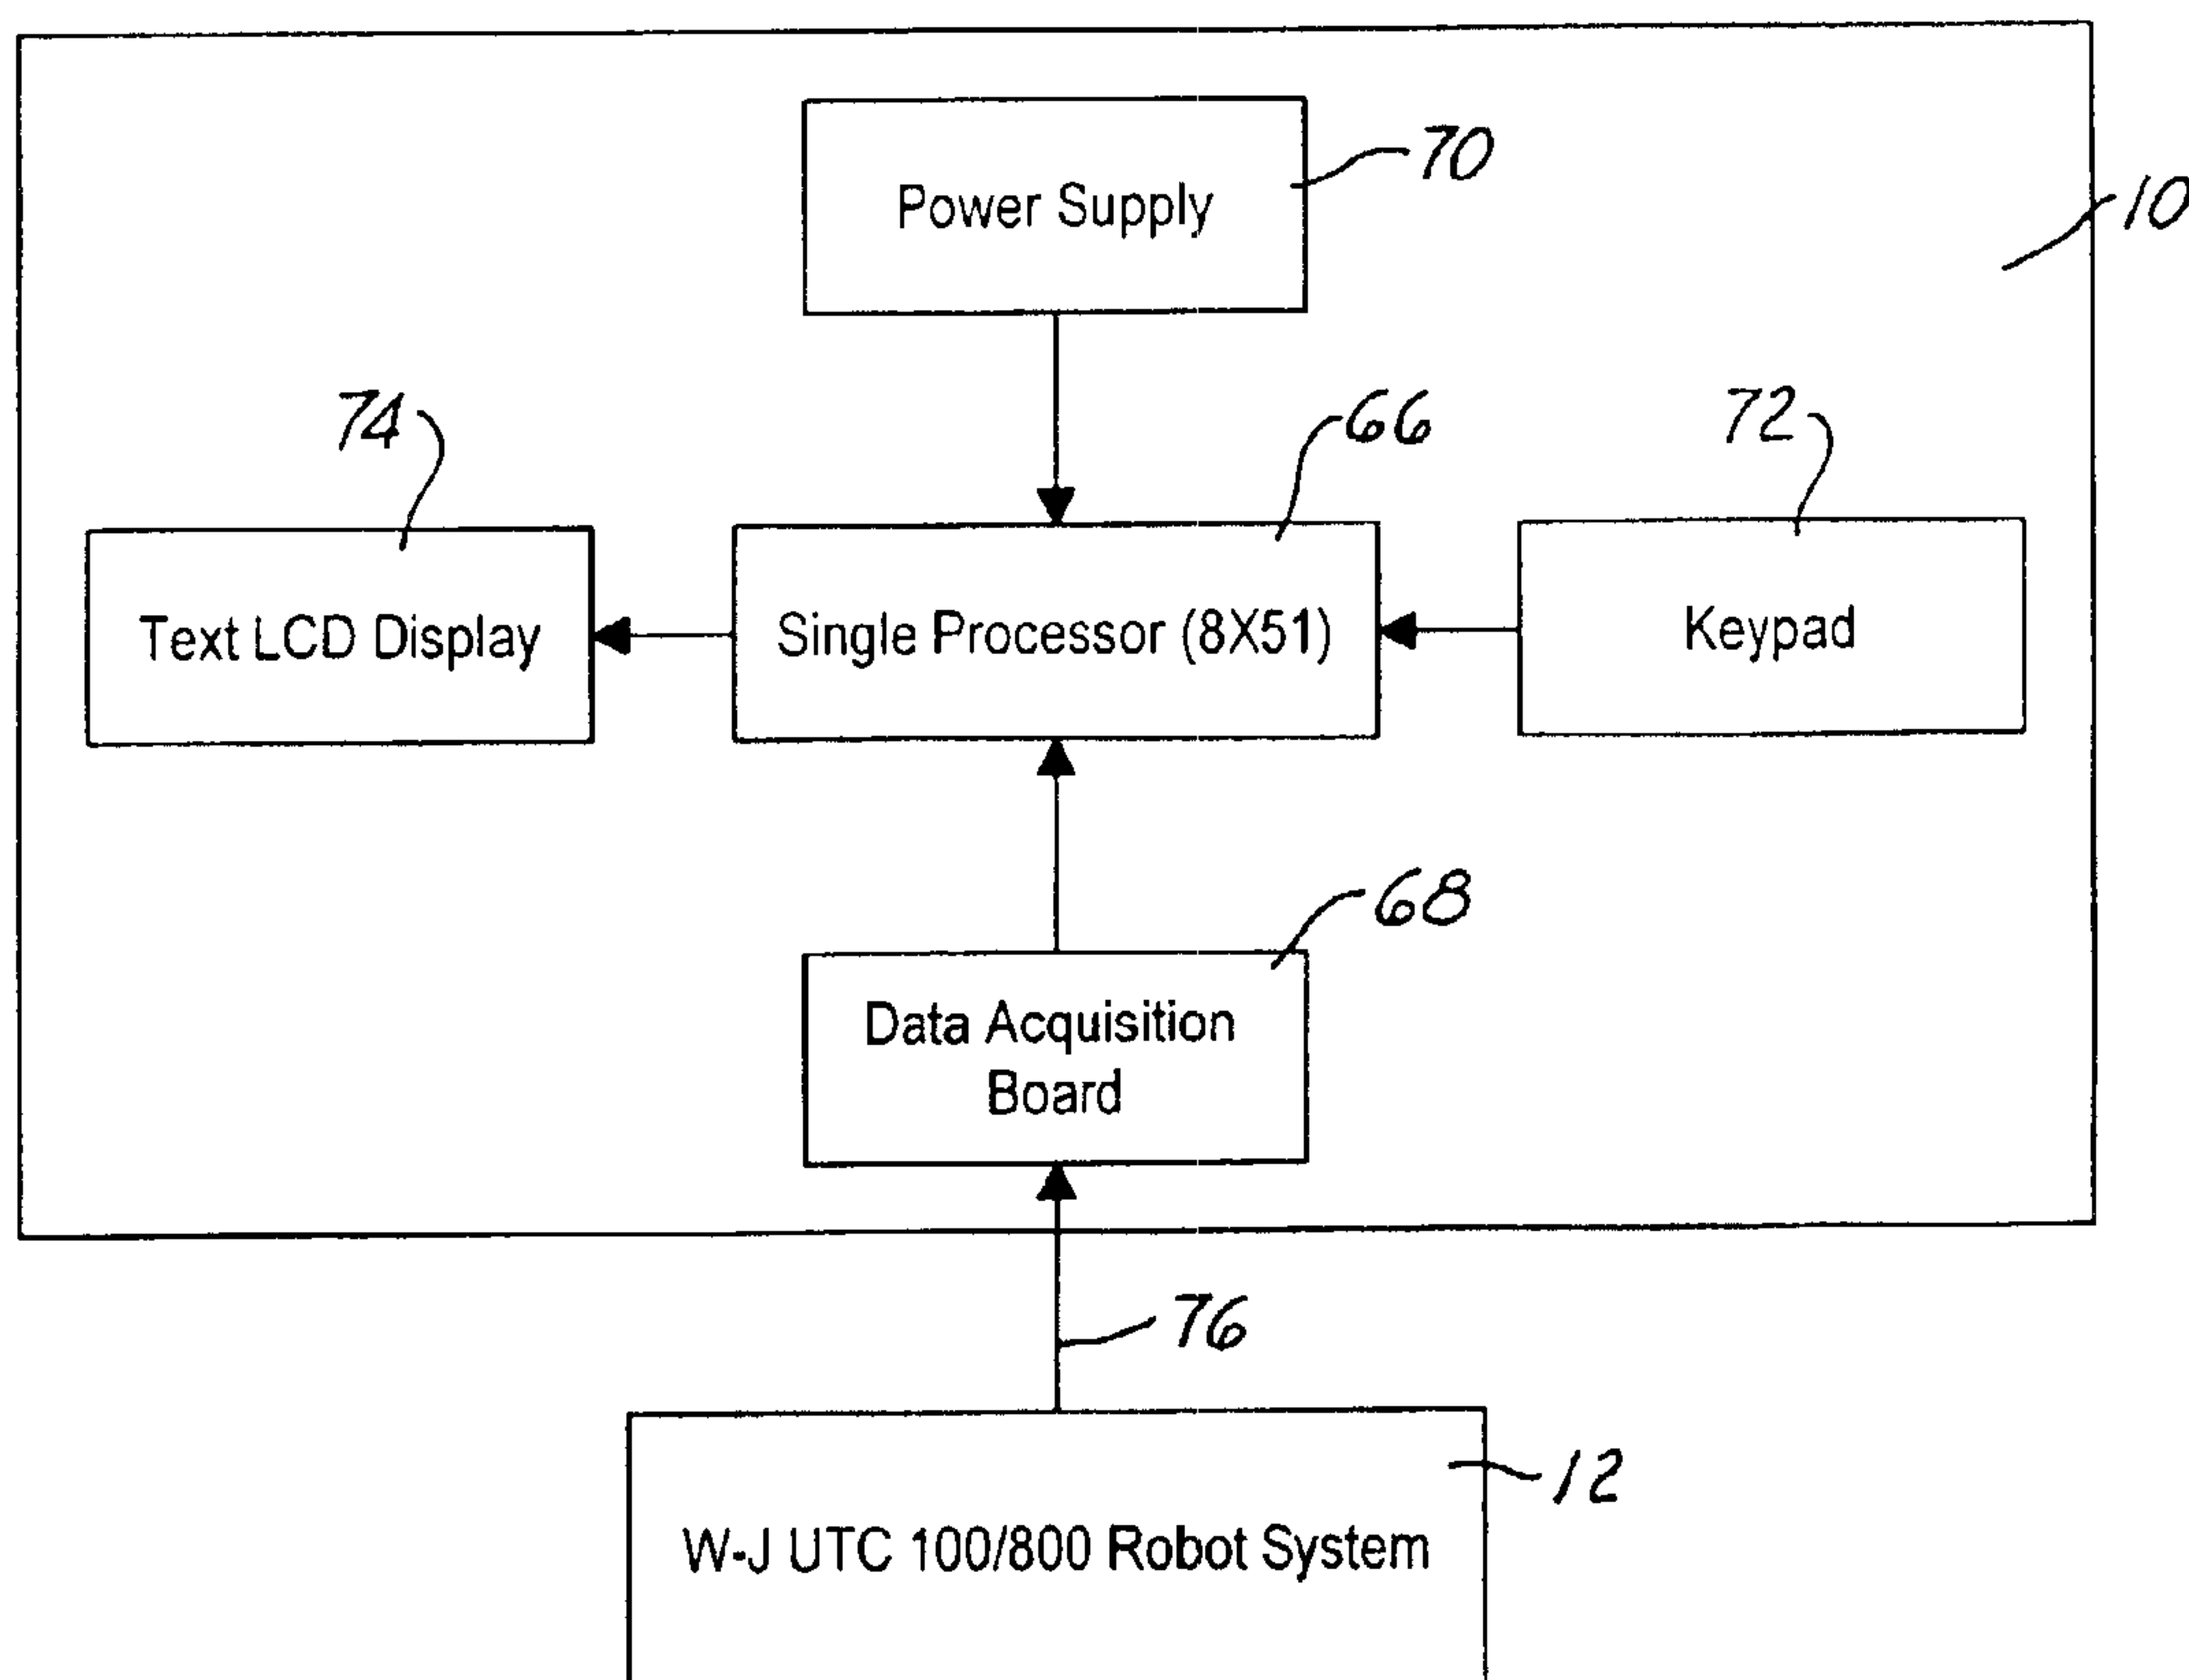 70
Power Supply
10
74
66
72
Text LCD Display
Single Processor (8X51)
Keypad
68
Data Acquisition
Board
76
12
W-J UTC 100/800 Robot System